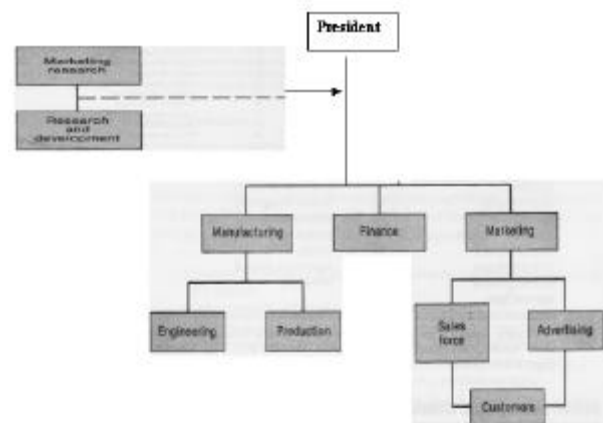 President
Marketing
research
Research
and
development
Manufacturing
Finance
Marketing
Engineering
Production
Sales
force
Advertising
Customers